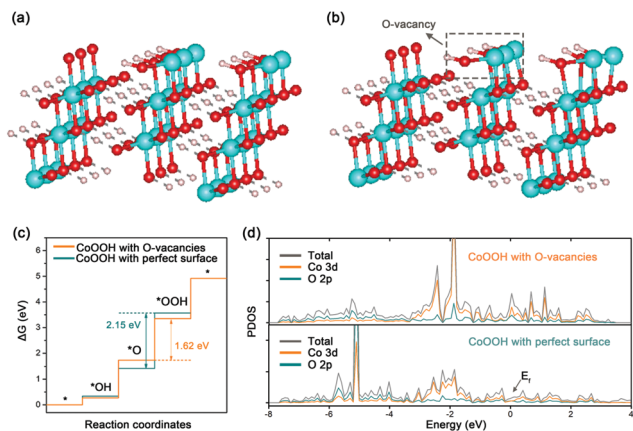 (a)
(b)
O-vacancy
(c)
CoOOH with O-vacancies
CoOOH with perfect surface
*
*OH
*O
*OOH
*
2.15 eV
1.62 eV
6
5
4
3
2
1
0
ΔG (eV)
Reaction coordinates
(d)
Total
Co 3d
O 2p
CoOOH with O-vacancies
Total
Co 3d
O 2p
CoOOH with perfect surface
Ef
PDOS
-8 -6 -4 -2 0 2 4
Energy (eV)